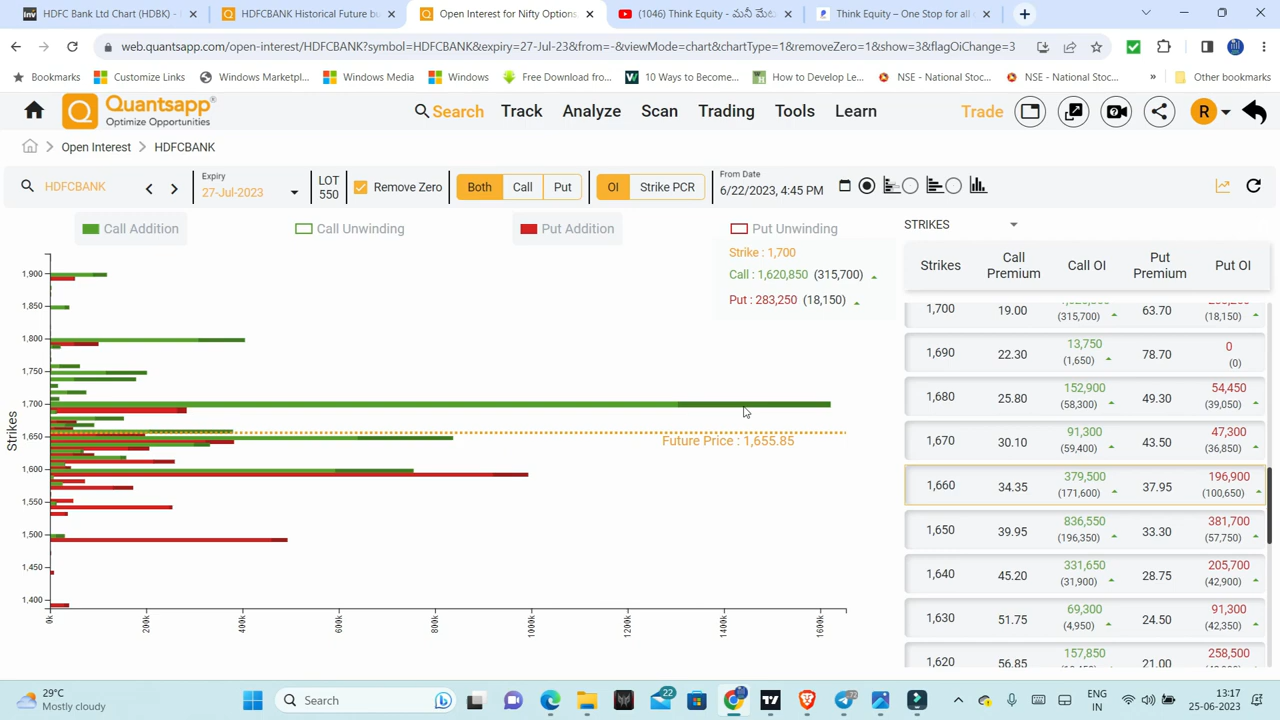 HDFC Bank Ltd Chart (HDBK) -
HDFCBANK Historical Future bu
Open Interest for Nifty Options,
(1046) Think Equity - మనీ మేట
Think Equity – One Stop for all c
web.quantsapp.com/open-interest/HDFCBANK?symbol=HDFCBANK&expiry=27-Jul-23&from=-&viewMode=chart&chartType=1&removeZero=1&show=3&flagOiChange=3
Bookmarks
Customize Links
Windows Marketpl...
Windows Media
Windows
Free Download fro...
10 Ways to Become...
How to Develop Le...
NSE - National Stoc...
NSE - National Stoc...
»
Other bookmarks
Quantsapp®
Optimize Opportunities
Search
Track
Analyze
Scan
Trading
Tools
Learn
Trade
R
Open Interest
HDFCBANK
HDFCBANK
Expiry
27-Jul-2023
LOT
550
Remove Zero
Both
Call
Put
OI
Strike PCR
From Date
6/22/2023, 4:45 PM
Call Addition
Call Unwinding
Put Addition
Put Unwinding
Strike : 1,700
Call : 1,620,850 (315,700)
Put : 283,250 (18,150)
Strikes
1,900
1,850
1,800
1,750
1,700
1,650
1,600
1,550
1,500
1,450
1,400
Future Price : 1,655.85
0k
200k
400k
600k
800k
1000k
1200k
1400k
1600k
STRIKES
Strikes Call Premium Call OI Put Premium Put OI
1,700 19.00 (315,700) 63.70 (18,150)
1,690 22.30 13,750 (1,650) 78.70 0 (0)
1,680 25.80 152,900 (58,300) 49.30 54,450 (39,050)
1,670 30.10 91,300 (59,400) 43.50 47,300 (36,850)
1,660 34.35 379,500 (171,600) 37.95 196,900 (100,650)
1,650 39.95 836,550 (196,350) 33.30 381,700 (57,750)
1,640 45.20 331,650 (31,900) 28.75 205,700 (42,900)
1,630 51.75 69,300 (4,950) 24.50 91,300 (42,350)
1,620 56.85 157,850 21.00 258,500
29°C
Mostly cloudy
Search
22
77
ENG
IN
13:17
25-06-2023